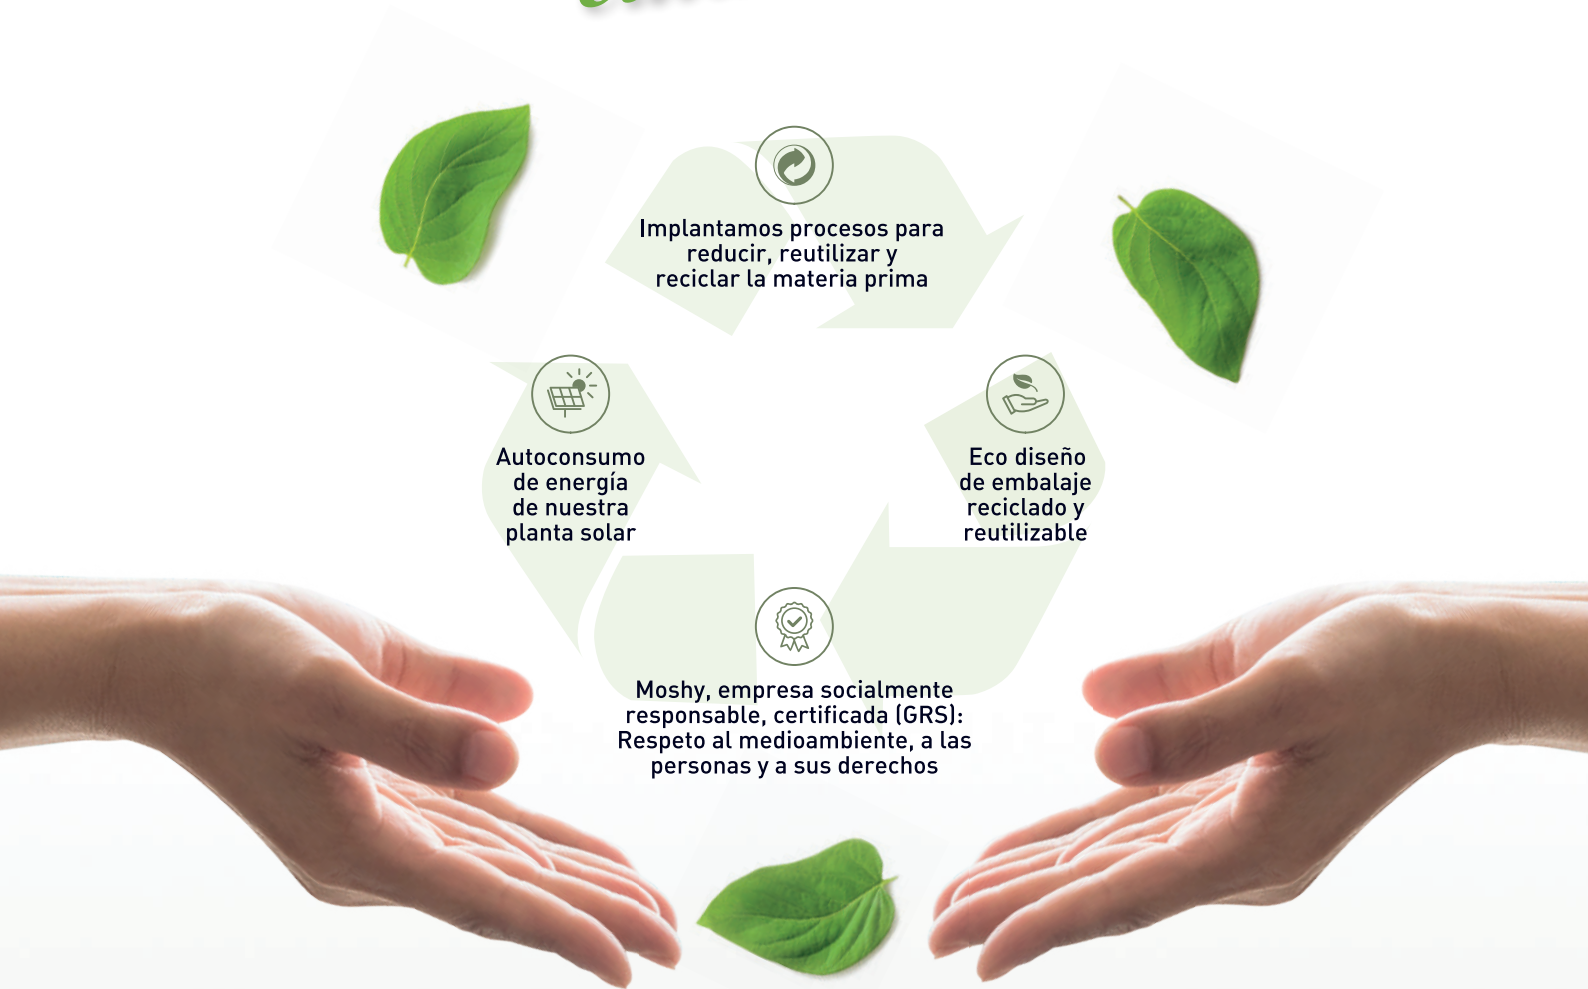 Implantamos procesos para
reducir, reutilizar y
reciclar la materia prima
Autoconsumo
de energía
de nuestra
planta solar
Eco diseño
de embalaje
reciclado y
reutilizable
Moshy, empresa socialmente
responsable, certificada (GRS):
Respeto al medioambiente, a las
personas y a sus derechos